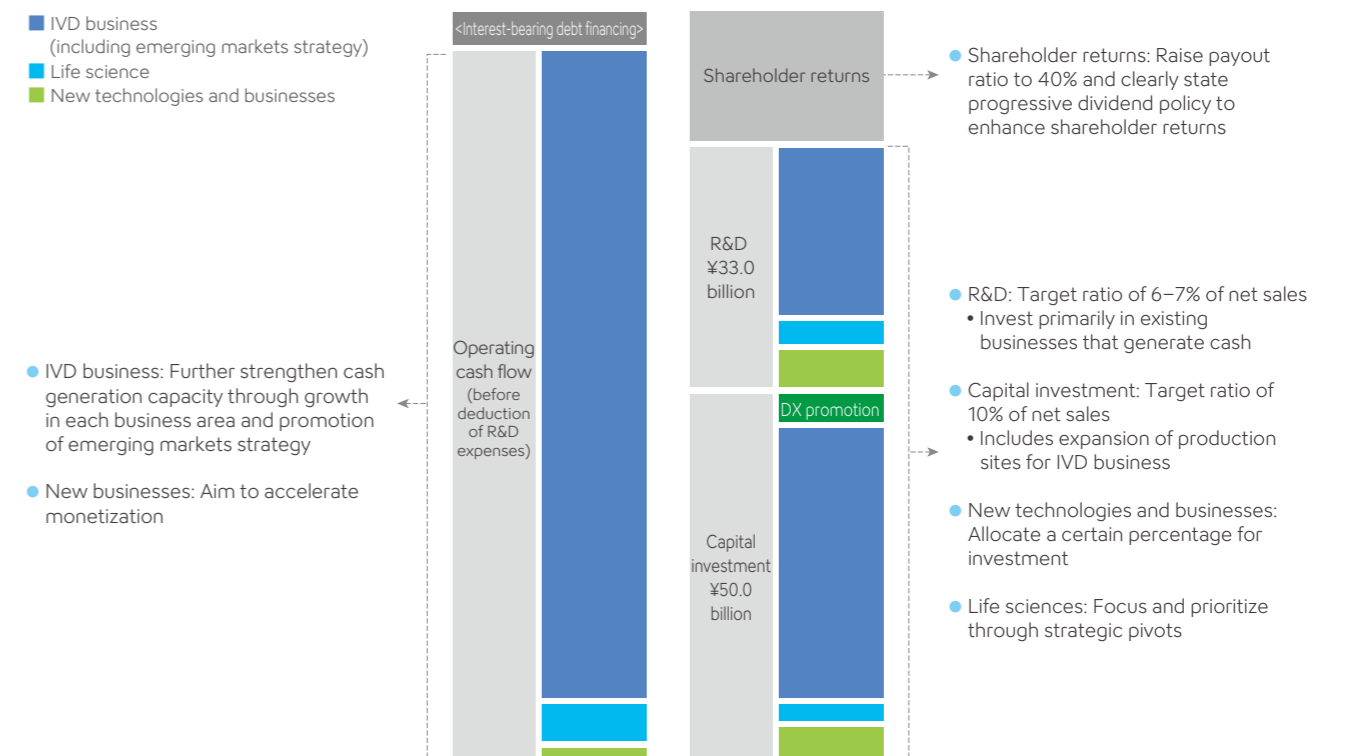 IVD business
(including emerging markets strategy)
Life science
New technologies and businesses
● IVD business: Further strengthen cash
generation capacity through growth
in each business area and promotion
of emerging markets strategy
● New businesses: Aim to accelerate
monetization
<Interest-bearing debt financing>
Operating
cash flow
(before
deduction
of R&D
expenses)
Shareholder returns
R&D
¥33.0
billion
DX promotion
Capital
investment
¥50.0
billion
● Shareholder returns: Raise payout
ratio to 40% and clearly state
progressive dividend policy to
enhance shareholder returns
● R&D: Target ratio of 6–7% of net sales
• Invest primarily in existing
businesses that generate cash
● Capital investment: Target ratio of
10% of net sales
• Includes expansion of production
sites for IVD business
● New technologies and businesses:
Allocate a certain percentage for
investment
● Life sciences: Focus and prioritize
through strategic pivots